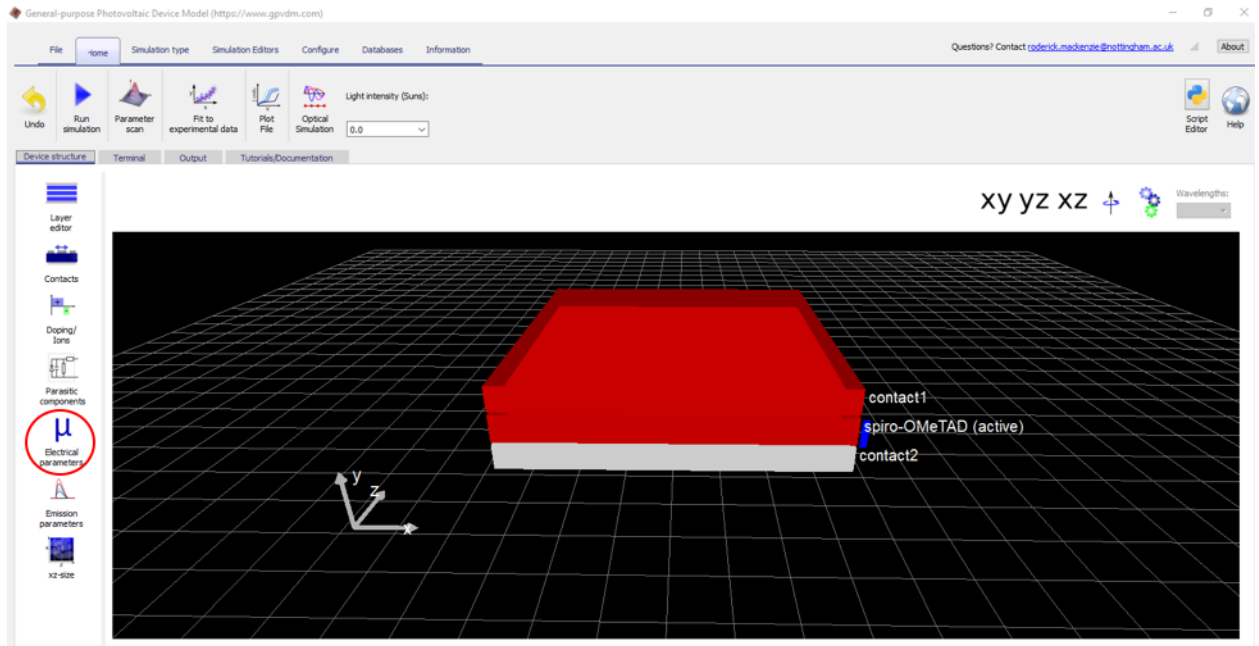 General-purpose Photovoltaic Device Model (https://www.gpvdm.com)
File Home Simulation type Simulation Editors Configure Databases Information
Questions? Contact roderick.mackenzie@nottingham.ac.uk About
Undo
Run
simulation
Parameter
scan
Fit to
experimental data
Plot
File
Optical
Simulation
Light intensity (Suns):
0.0
Script
Editor
Help
Device structure Terminal Output Tutorials/Documentation
xy yz xz
Wavelengths:
Layer
editor
Contacts
Doping/
Ions
Parasitic
components
μ
Electrical
parameters
Emission
parameters
xz-size
contact1
spiro-OMeTAD (active)
contact2
y
z
x